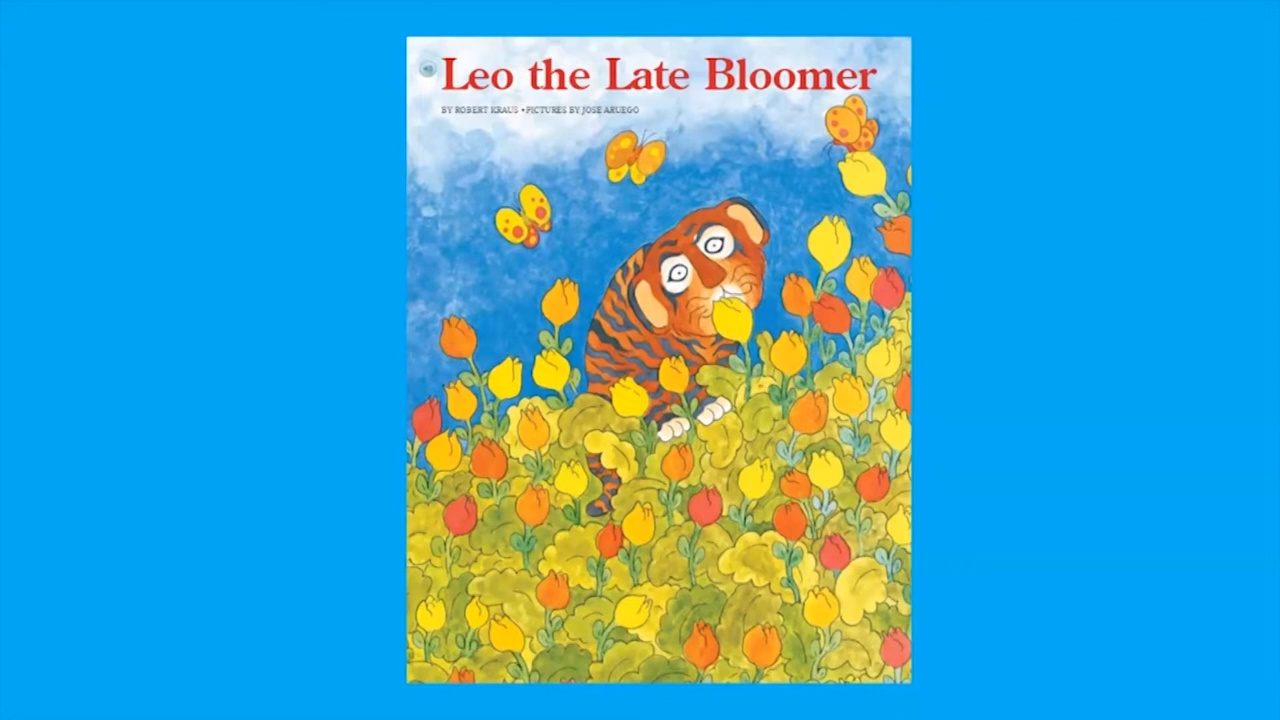 Leo the Late Bloomer
BY ROBERT KRAUS • PICTURES BY JOSE ARUEGO